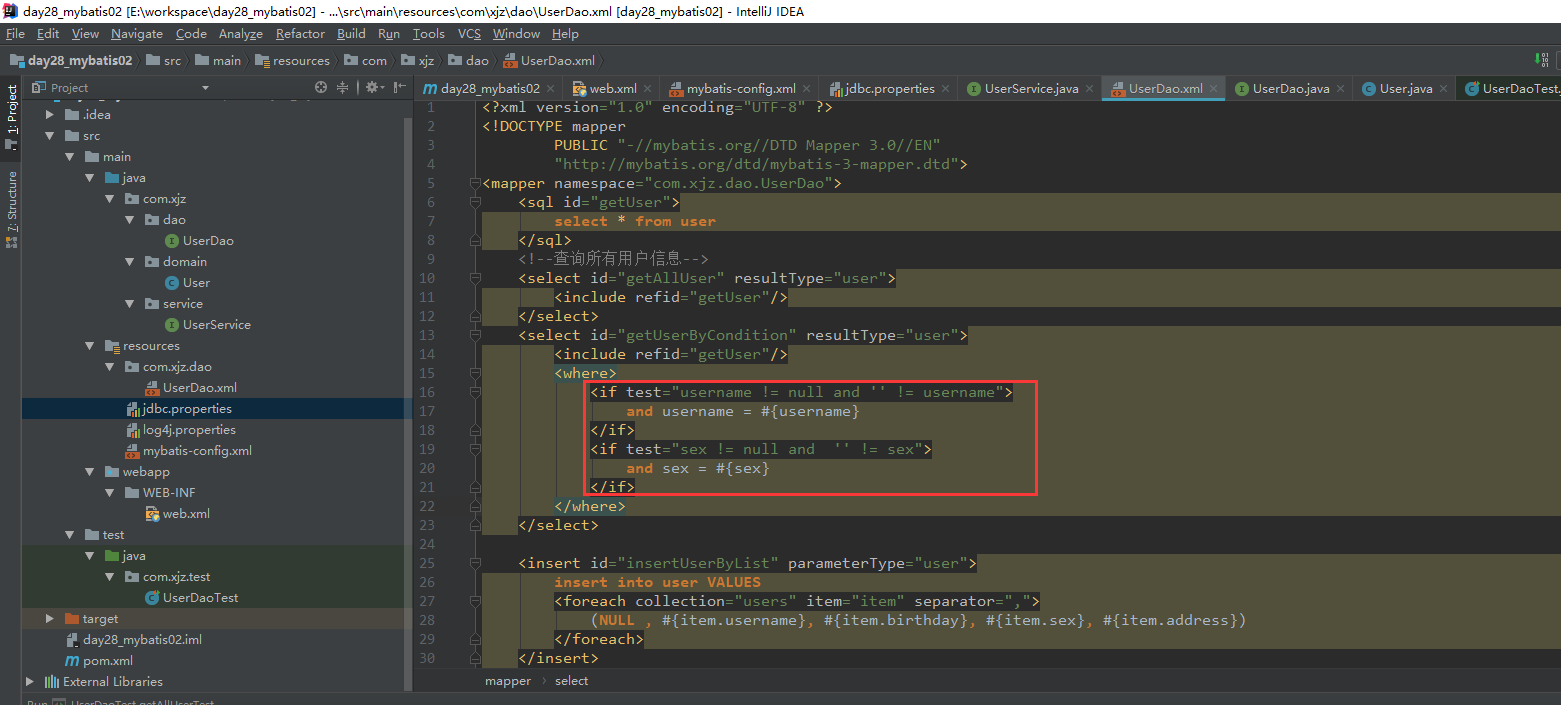 day28_mybatis02 [E:\workspace\day28_mybatis02] - ...\src\main\resources\com\xjz\dao\UserDao.xml [day28_mybatis02] - IntelliJ IDEA
File Edit View Navigate Code Analyze Refactor Build Run Tools VCS Window Help
day28_mybatis02 src main resources com xjz dao UserDao.xml
1: Project
7: Structure
Project
.idea
src
main
java
com.xjz
dao
UserDao
domain
User
service
UserService
resources
com.xjz.dao
UserDao.xml
jdbc.properties
log4j.properties
mybatis-config.xml
webapp
WEB-INF
web.xml
test
java
com.xjz.test
UserDaoTest
target
day28_mybatis02.iml
pom.xml
External Libraries
day28_mybatis02 web.xml mybatis-config.xml jdbc.properties UserService.java UserDao.xml UserDao.java User.java UserDaoTest.
1 <?xml version="1.0" encoding="UTF-8" ?>
2 <!DOCTYPE mapper
3 PUBLIC "-//mybatis.org//DTD Mapper 3.0//EN"
4 "http://mybatis.org/dtd/mybatis-3-mapper.dtd">
5 <mapper namespace="com.xjz.dao.UserDao">
6 <sql id="getUser">
7 select * from user
8 </sql>
9 <!--查询所有用户信息-->
10 <select id="getAllUser" resultType="user">
11 <include refid="getUser"/>
12 </select>
13 <select id="getUserByCondition" resultType="user">
14 <include refid="getUser"/>
15 <where>
16 <if test="username != null and '' != username">
17 and username = #{username}
18 </if>
19 <if test="sex != null and  '' != sex">
20 and sex = #{sex}
21 </if>
22 </where>
23 </select>
24
25 <insert id="insertUserByList" parameterType="user">
26 insert into user VALUES
27 <foreach collection="users" item="item" separator=",">
28 (NULL , #{item.username}, #{item.birthday}, #{item.sex}, #{item.address})
29 </foreach>
30 </insert>
mapper › select
Run UserDaoTest.getAllUserTest